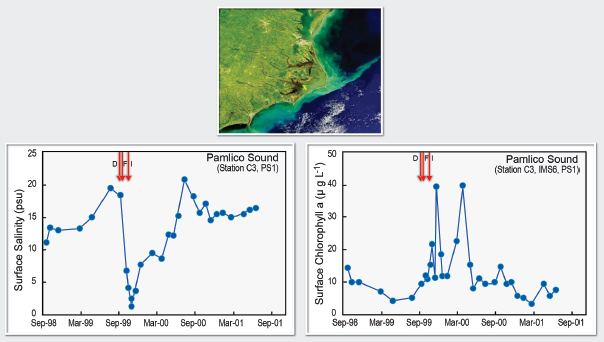 D F I
Pamlico Sound
(Station C3, PS1)
Surface Salinity (psu)
25
20
15
10
5
0
Sep-98 Mar-99 Sep-99 Mar-00 Sep-00 Mar-01 Sep-01
D F I
Pamlico Sound
(Station C3, IMS6, PS1)
Surface Chlorophyll a (µ g L-1)
50
40
30
20
10
0
Sep-98 Mar-99 Sep-99 Mar-00 Sep-00 Mar-01 Sep-01